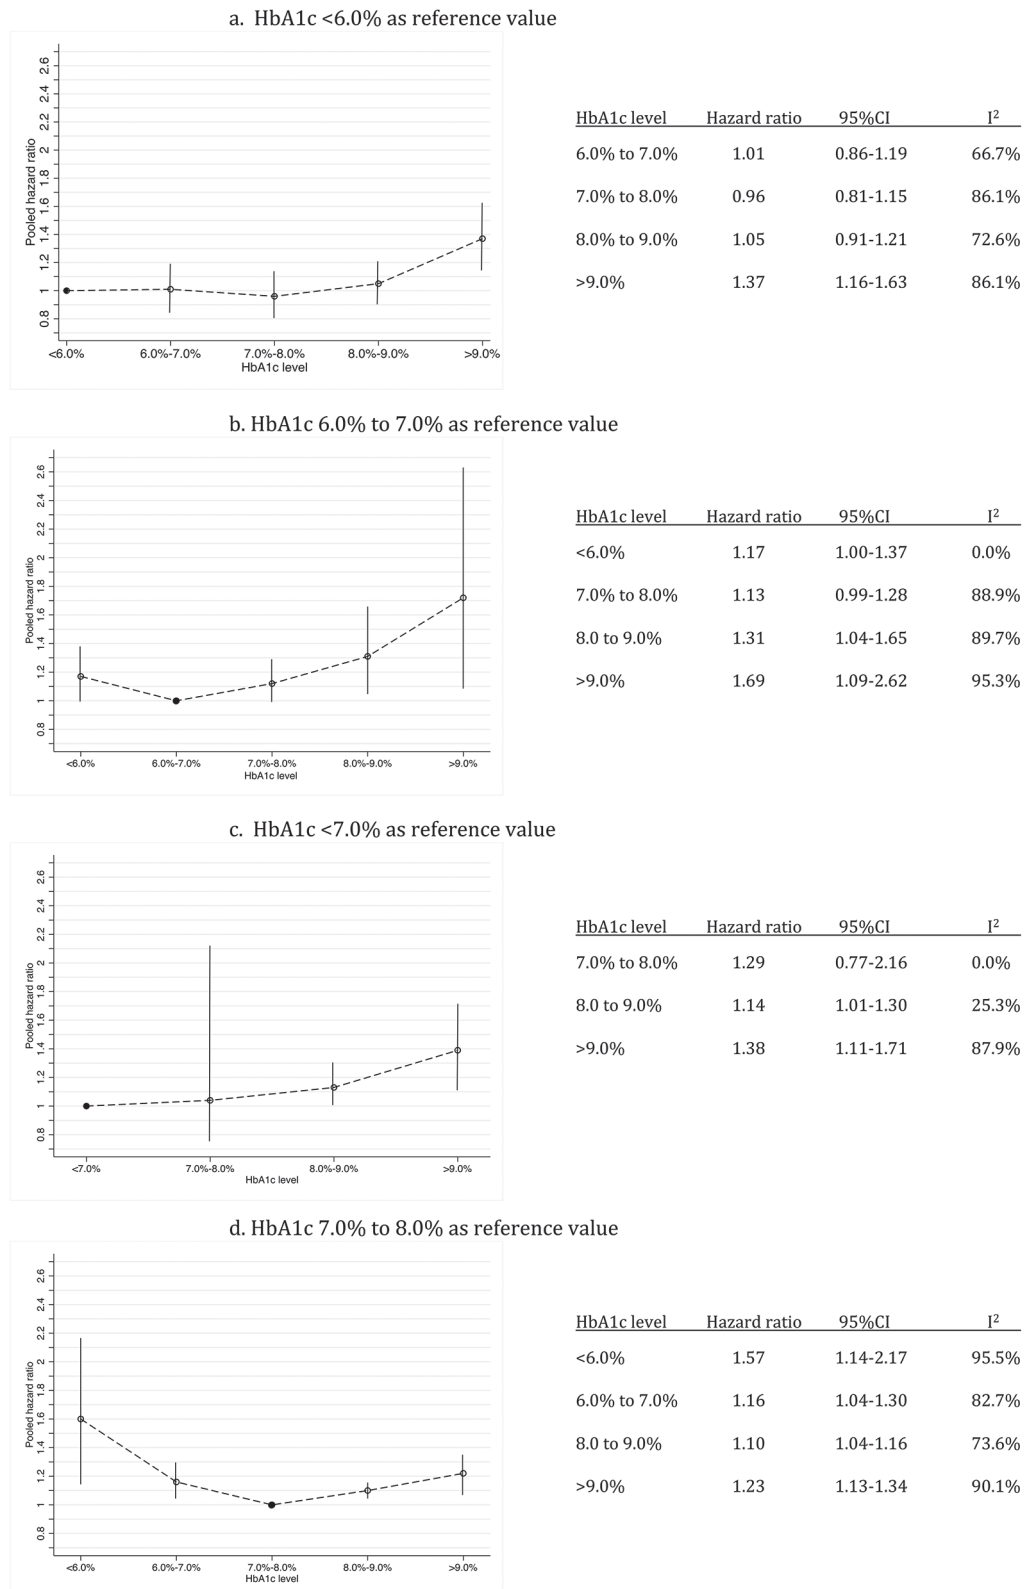 a. HbA1c <6.0% as reference value
Pooled hazard ratio
2.6
2.4
2.2
2
1.8
1.6
1.4
1.2
1
0.8
<6.0% 6.0%-7.0% 7.0%-8.0% 8.0%-9.0% >9.0%
HbA1c level
HbA1c level Hazard ratio 95%CI I²
6.0% to 7.0% 1.01 0.86-1.19 66.7%
7.0% to 8.0% 0.96 0.81-1.15 86.1%
8.0% to 9.0% 1.05 0.91-1.21 72.6%
>9.0% 1.37 1.16-1.63 86.1%
b. HbA1c 6.0% to 7.0% as reference value
Pooled hazard ratio
2.6
2.4
2.2
2
1.8
1.6
1.4
1.2
1
0.8
<6.0% 6.0%-7.0% 7.0%-8.0% 8.0%-9.0% >9.0%
HbA1c level
HbA1c level Hazard ratio 95%CI I²
<6.0% 1.17 1.00-1.37 0.0%
7.0% to 8.0% 1.13 0.99-1.28 88.9%
8.0 to 9.0% 1.31 1.04-1.65 89.7%
>9.0% 1.69 1.09-2.62 95.3%
c. HbA1c <7.0% as reference value
Pooled hazard ratio
2.6
2.4
2.2
2
1.8
1.6
1.4
1.2
1
0.8
<7.0% 7.0%-8.0% 8.0%-9.0% >9.0%
HbA1c level
HbA1c level Hazard ratio 95%CI I²
7.0% to 8.0% 1.29 0.77-2.16 0.0%
8.0 to 9.0% 1.14 1.01-1.30 25.3%
>9.0% 1.38 1.11-1.71 87.9%
d. HbA1c 7.0% to 8.0% as reference value
Pooled hazard ratio
2.6
2.4
2.2
2
1.8
1.6
1.4
1.2
1
0.8
<6.0% 6.0%-7.0% 7.0%-8.0% 8.0%-9.0% >9.0%
HbA1c level
HbA1c level Hazard ratio 95%CI I²
<6.0% 1.57 1.14-2.17 95.5%
6.0% to 7.0% 1.16 1.04-1.30 82.7%
8.0 to 9.0% 1.10 1.04-1.16 73.6%
>9.0% 1.23 1.13-1.34 90.1%